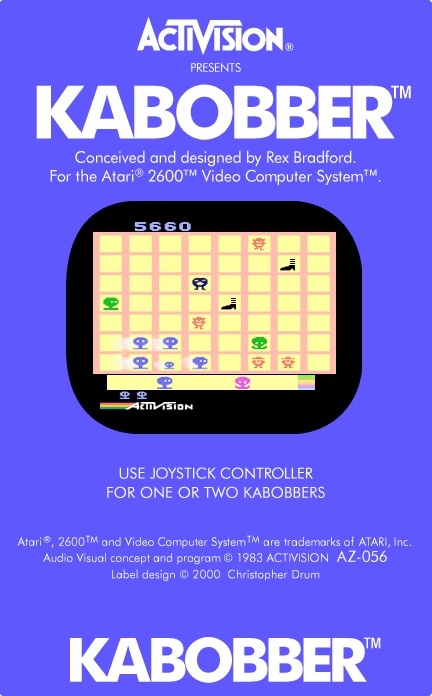 ACTIVISION®
PRESENTS
KABOBBER™
Conceived and designed by Rex Bradford.
For the Atari® 2600™ Video Computer System™.
5660
ACTIVISION
USE JOYSTICK CONTROLLER
FOR ONE OR TWO KABOBBERS
Atari®, 2600™ and Video Computer System™ are trademarks of ATARI, Inc.
Audio Visual concept and program © 1983 ACTIVISION AZ-056
Label design © 2000 Christopher Drum
KABOBBER™